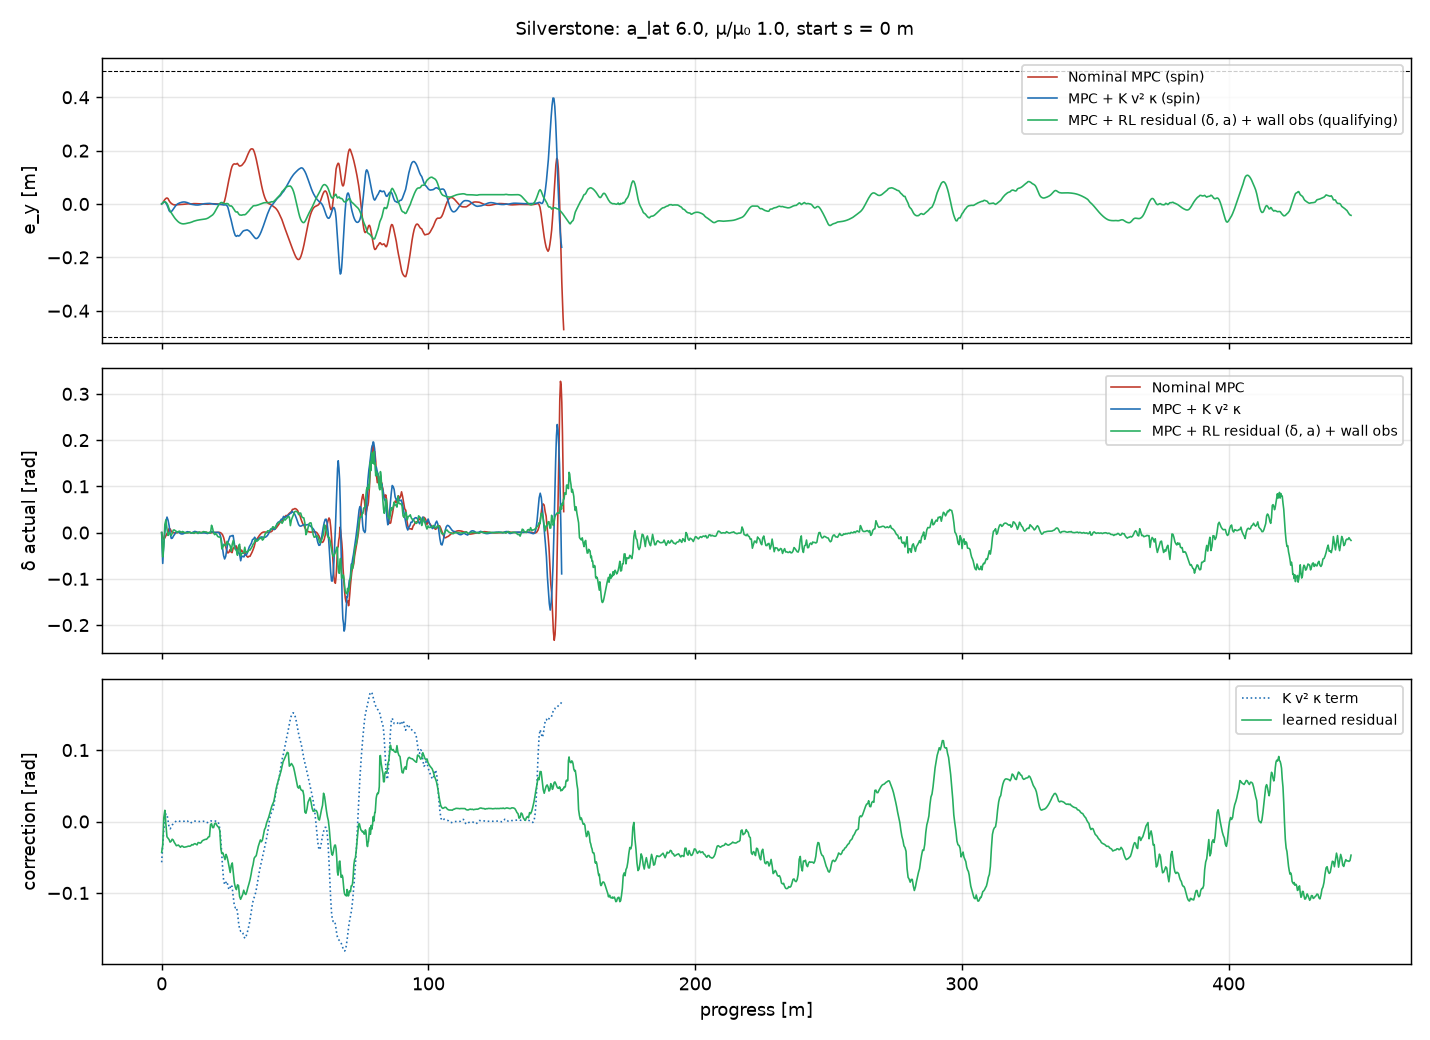 Silverstone: a_lat 6.0, μ/μ₀ 1.0, start s = 0 m
e_y [m]
0.4
0.2
0.0
−0.2
−0.4
Nominal MPC (spin)
MPC + K v² κ (spin)
MPC + RL residual (δ, a) + wall obs (qualifying)
δ actual [rad]
0.3
0.2
0.1
0.0
−0.1
−0.2
Nominal MPC
MPC + K v² κ
MPC + RL residual (δ, a) + wall obs
correction [rad]
0.1
0.0
−0.1
K v² κ term
learned residual
0 100 200 300 400
progress [m]